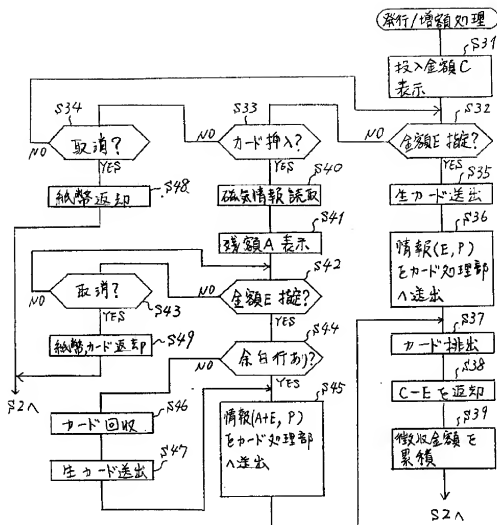 発行/増額処理
S31
投入金額C
表示
S32
金額E指定?
NO
YES
S33
カード挿入?
NO
YES
S34
取消?
NO
YES
S35
生カード送出
S36
情報(E, P)
をカード処理部
へ送出
S37
カード排出
S38
C-Eを返却
S39
徴収金額を
累積
S2へ
S40
磁気情報読取
S41
残額A表示
S42
金額E指定?
NO
YES
S43
取消?
NO
YES
S44
余白行あり?
NO
YES
S45
情報(A+E, P)
をカード処理部
へ送出
S46
カード回収
S47
生カード送出
S48
紙幣返却
S49
紙幣,カード返却
S2へ